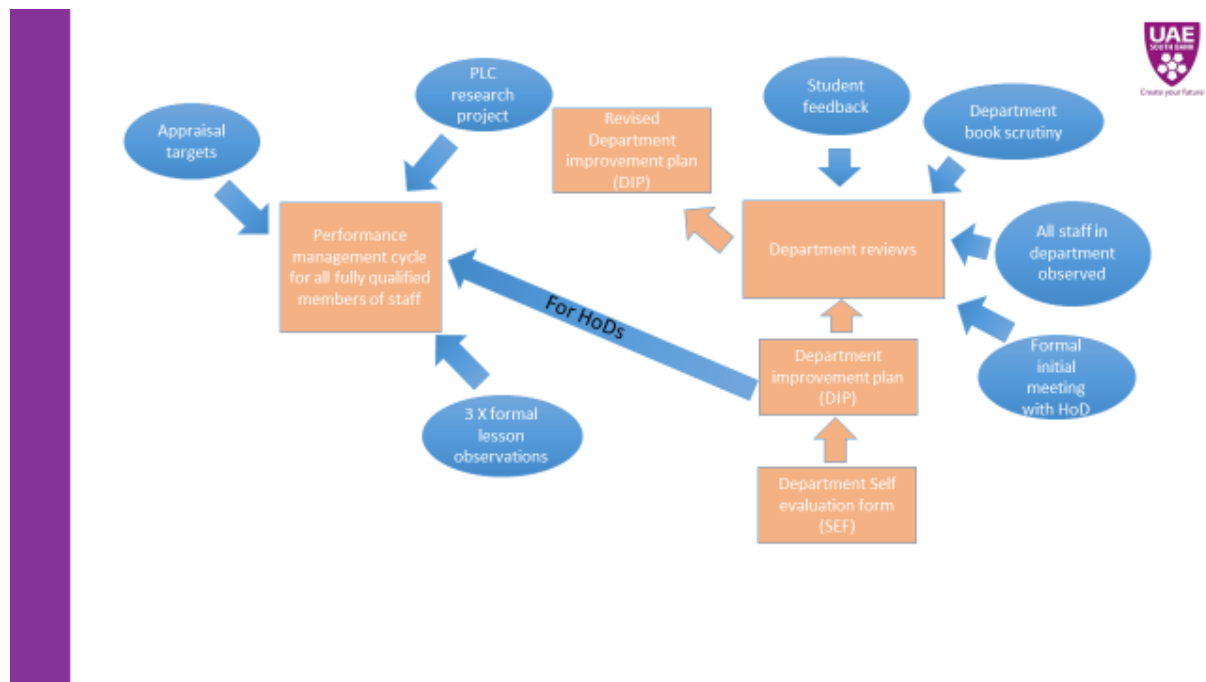 UAE
SOUTH BANK
Create your future
PLC
research
project
Student
feedback
Department
book scrutiny
Appraisal
targets
Revised
Department
improvement plan
(DIP)
Performance
management cycle
for all fully qualified
members of staff
Department reviews
All staff in
department
observed
For HoDs
Department
improvement plan
(DIP)
Formal
initial
meeting
with HoD
3 X formal
lesson
observations
Department Self
evaluation form
(SEF)